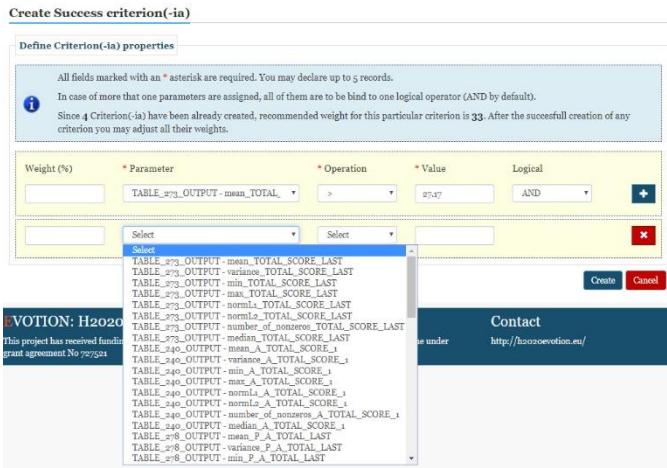 Create Success criterion(-ia)
Define Criterion(-ia) properties
All fields marked with an * asterisk are required. You may declare up to 5 records.
In case of more that one parameters are assigned, all of them are to be bind to one logical operator (AND by default).
Since 4 Criterion(-ia) have been already created, recommended weight for this particular criterion is 33. After the succesfull creation of any
criterion you may adjust all their weights.
Weight (%) * Parameter * Operation * Value Logical
TABLE_273_OUTPUT - mean_TOTAL_ > 27.17 AND +
Select Select ×
Select
TABLE_273_OUTPUT - mean_TOTAL_SCORE_LAST
TABLE_273_OUTPUT - variance_TOTAL_SCORE_LAST
TABLE_273_OUTPUT - min_TOTAL_SCORE_LAST
TABLE_273_OUTPUT - max_TOTAL_SCORE_LAST
TABLE_273_OUTPUT - normL1_TOTAL_SCORE_LAST
TABLE_273_OUTPUT - normL2_TOTAL_SCORE_LAST
TABLE_273_OUTPUT - number_of_nonzeros_TOTAL_SCORE_LAST
TABLE_273_OUTPUT - median_TOTAL_SCORE_LAST
TABLE_240_OUTPUT - mean_A_TOTAL_SCORE_1
TABLE_240_OUTPUT - variance_A_TOTAL_SCORE_1
TABLE_240_OUTPUT - min_A_TOTAL_SCORE_1
TABLE_240_OUTPUT - max_A_TOTAL_SCORE_1
TABLE_240_OUTPUT - normL1_A_TOTAL_SCORE_1
TABLE_240_OUTPUT - normL2_A_TOTAL_SCORE_1
TABLE_240_OUTPUT - number_of_nonzeros_A_TOTAL_SCORE_1
TABLE_240_OUTPUT - median_A_TOTAL_SCORE_1
TABLE_278_OUTPUT - mean_P_A_TOTAL_LAST
TABLE_278_OUTPUT - variance_P_A_TOTAL_LAST
TABLE_278_OUTPUT - min_P_A_TOTAL_LAST
Create Cancel
EVOTION: H2020 Contact
This project has received fundin me under http://h2020evotion.eu/
grant agreement No 727521